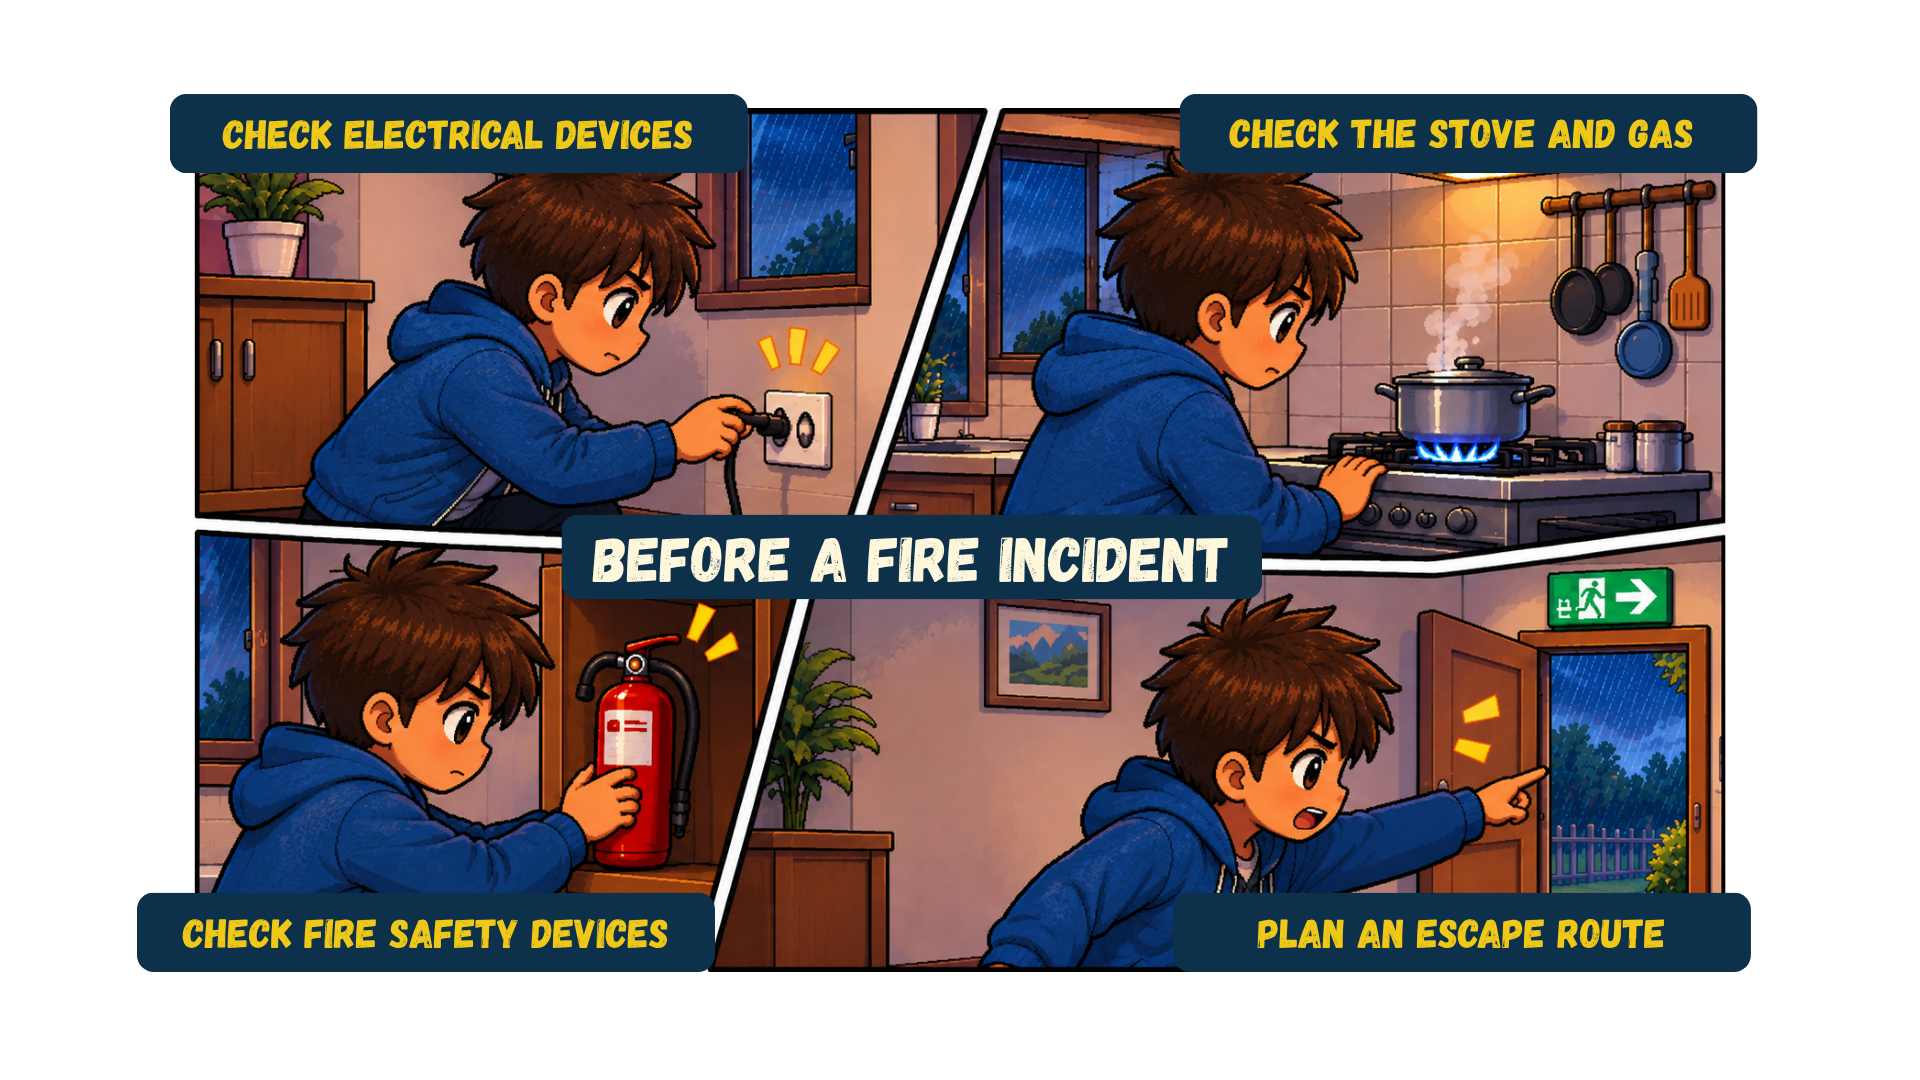 CHECK ELECTRICAL DEVICES
CHECK THE STOVE AND GAS
BEFORE A FIRE INCIDENT
CHECK FIRE SAFETY DEVICES
PLAN AN ESCAPE ROUTE